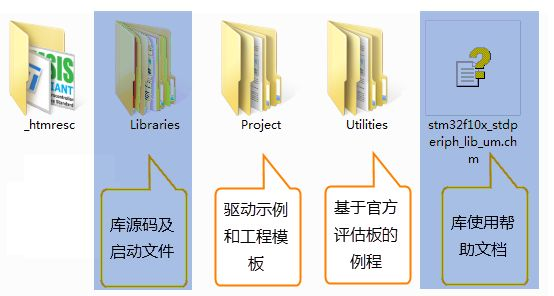 _htmresc
Libraries
Project
Utilities
stm32f10x_stdp
eriph_lib_um.ch
m
库源码及
启动文件
驱动示例
和工程模
板
基于官方
评估板的
例程
库使用帮
助文档